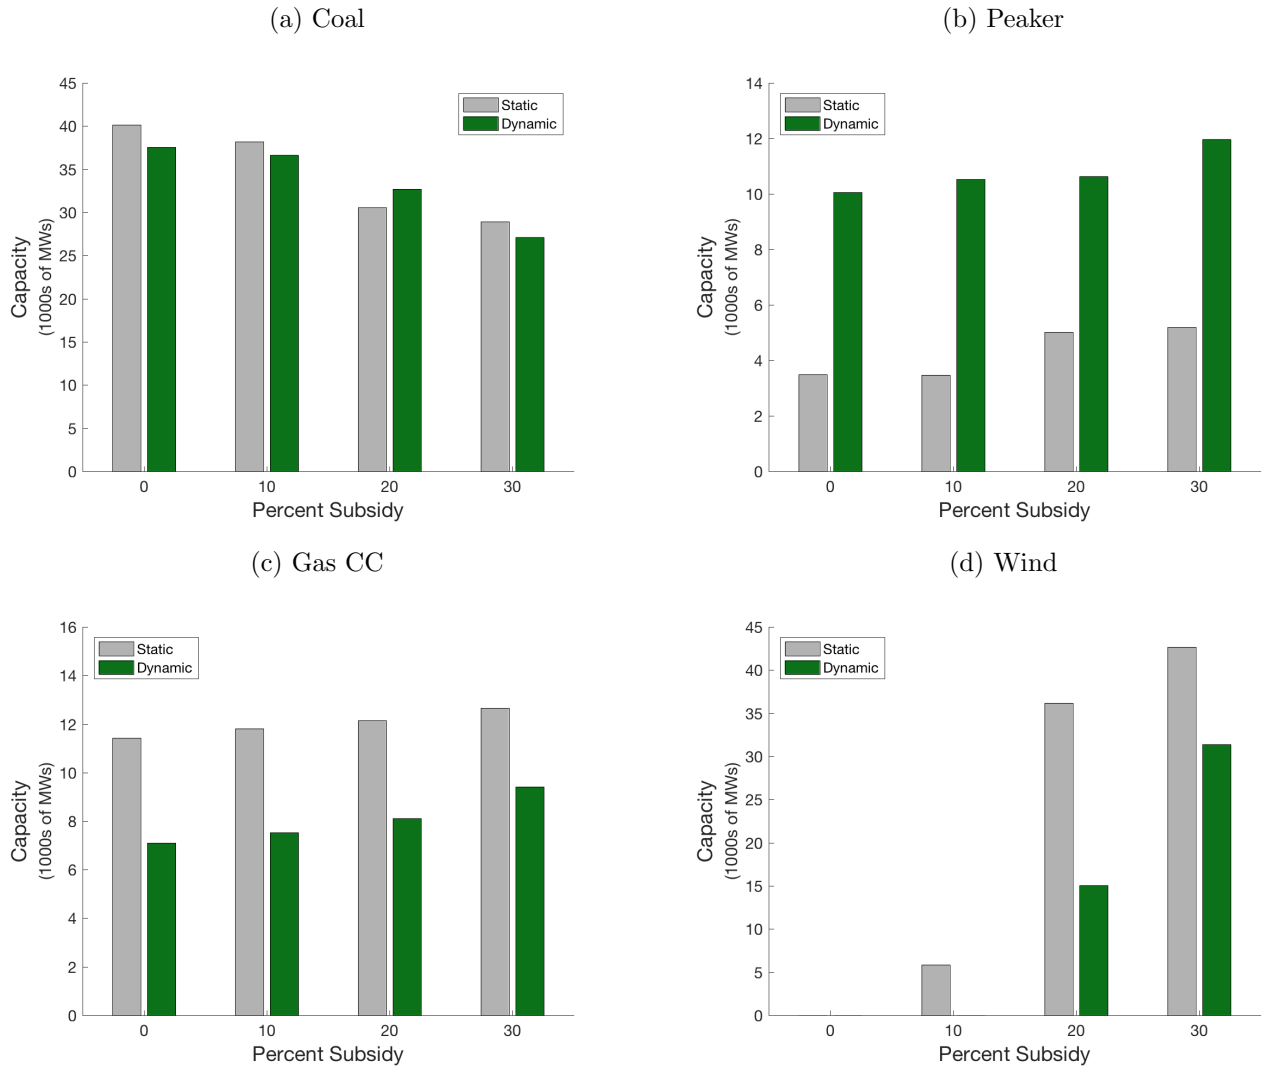 (a) Coal
45
40
35
30
25
20
15
10
5
0
Capacity
(1000s of MWs)
Static
Dynamic
0 10 20 30
Percent Subsidy
(b) Peaker
14
12
10
8
6
4
2
0
Capacity
(1000s of MWs)
Static
Dynamic
0 10 20 30
Percent Subsidy
(c) Gas CC
16
14
12
10
8
6
4
2
0
Capacity
(1000s of MWs)
Static
Dynamic
0 10 20 30
Percent Subsidy
(d) Wind
45
40
35
30
25
20
15
10
5
0
Capacity
(1000s of MWs)
Static
Dynamic
0 10 20 30
Percent Subsidy